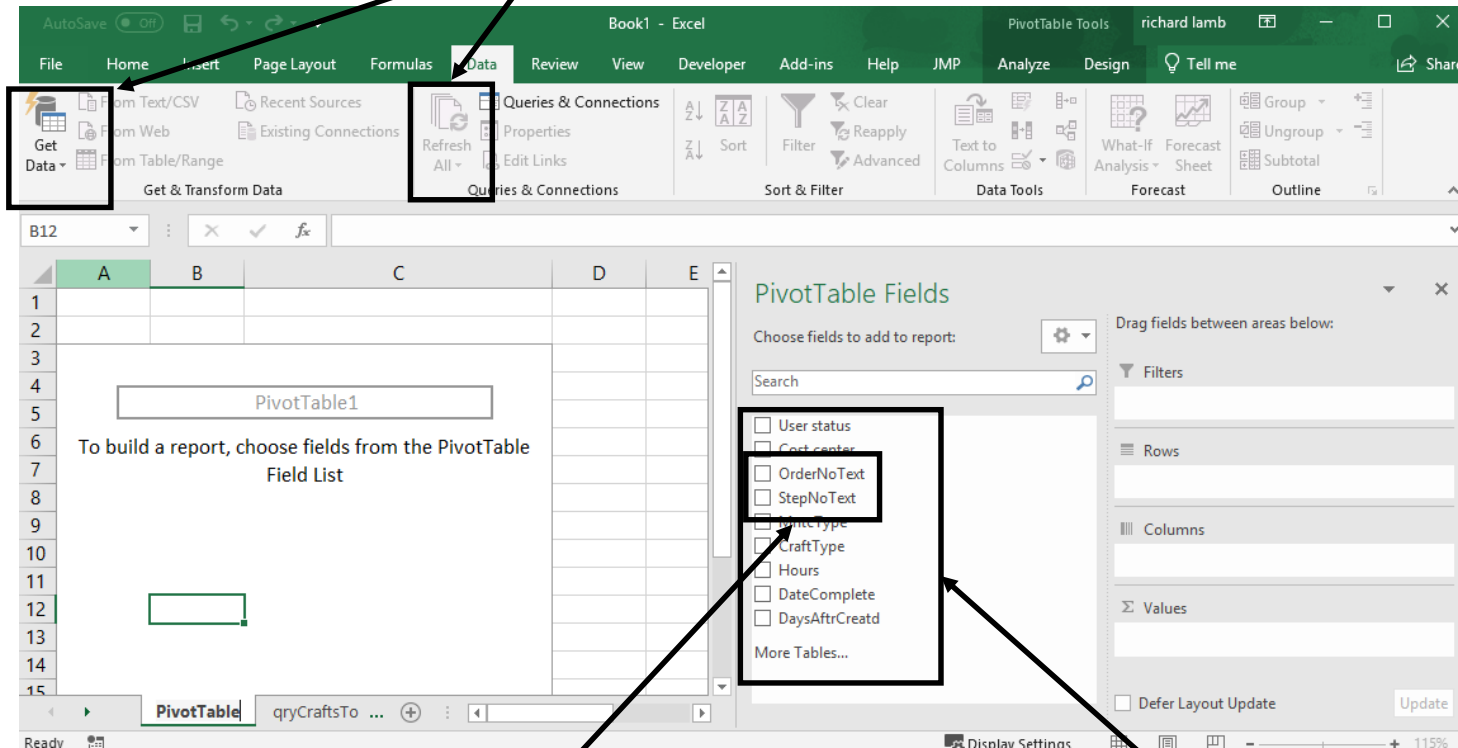 AutoSave Off Book1 - Excel PivotTable Tools richard lamb
File Home Insert Page Layout Formulas Data Review View Developer Add-ins Help JMP Analyze Design Tell me Share
Get Data
From Text/CSV
From Web
From Table/Range
Recent Sources
Existing Connections
Get & Transform Data
Refresh All
Queries & Connections
Properties
Edit Links
Queries & Connections
Sort
Filter
Clear
Reapply
Advanced
Sort & Filter
Text to Columns
Data Tools
What-If Analysis
Forecast Sheet
Forecast
Group
Ungroup
Subtotal
Outline
B12
fx
A B C D E
1
2
3
4
5
6
7
8
9
10
11
12
13
14
15
PivotTable1
To build a report, choose fields from the PivotTable
Field List
PivotTable Fields
Choose fields to add to report:
Search
User status
Cost center
OrderNoText
StepNoText
MntcType
CraftType
Hours
DateComplete
DaysAftrCreatd
More Tables...
Drag fields between areas below:
Filters
Rows
Columns
Σ Values
Defer Layout Update Update
PivotTable qryCraftsTo ...
Ready Display Settings 115%